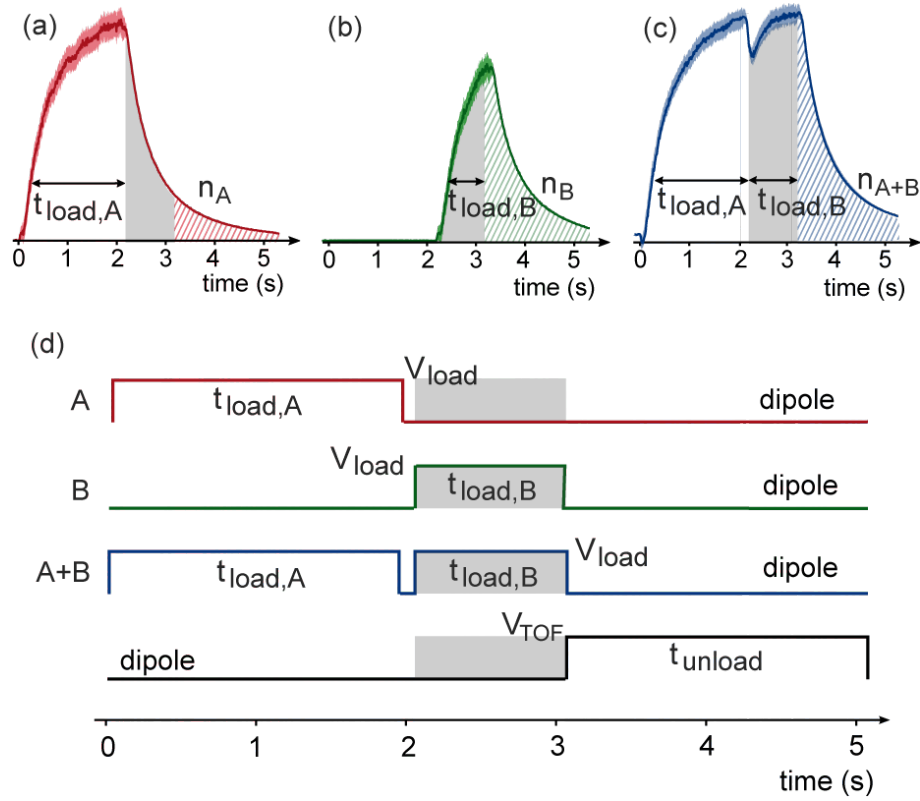 (a)
n_A
t_load,A
0 1 2 3 4 5
time (s)
(b)
n_B
t_load,B
0 1 2 3 4 5
time (s)
(c)
n_A+B
t_load,A t_load,B
0 1 2 3 4 5
time (s)
(d)
A t_load,A V_load dipole
B V_load t_load,B dipole
A+B t_load,A t_load,B V_load dipole
dipole V_TOF t_unload
0 1 2 3 4 5
time (s)